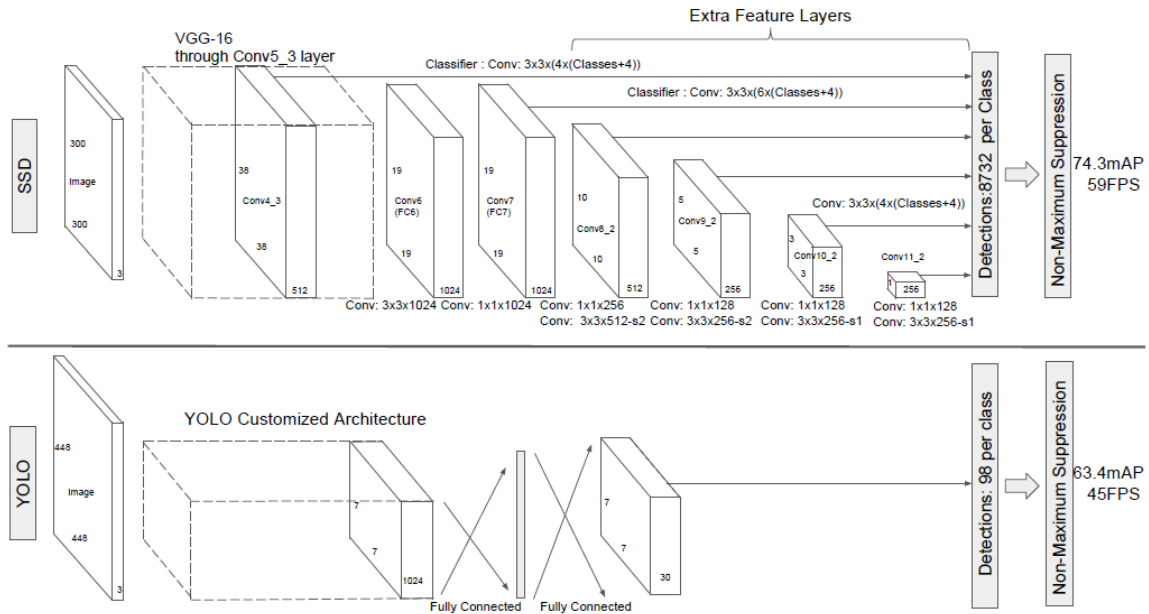 Extra Feature Layers
VGG-16
through Conv5_3 layer
Classifier : Conv: 3x3x(4x(Classes+4))
Classifier : Conv: 3x3x(6x(Classes+4))
SSD
300
Image
300
3
38
Conv4_3
38
512
19
Conv6
(FC6)
19
1024
19
Conv7
(FC7)
19
1024
10
Conv8_2
10
512
5
Conv9_2
5
256
Conv: 3x3x(4x(Classes+4))
3
Conv10_2
3
256
Conv11_2
1
256
Conv: 3x3x1024
Conv: 1x1x1024
Conv: 1x1x256
Conv: 3x3x512-s2
Conv: 1x1x128
Conv: 3x3x256-s2
Conv: 1x1x128
Conv: 3x3x256-s1
Conv: 1x1x128
Conv: 3x3x256-s1
Detections:8732 per Class
Non-Maximum Suppression
74.3mAP
59FPS
YOLO
448
Image
448
3
YOLO Customized Architecture
7
7
1024
Fully Connected
Fully Connected
7
7
30
Detections: 98 per class
Non-Maximum Suppression
63.4mAP
45FPS